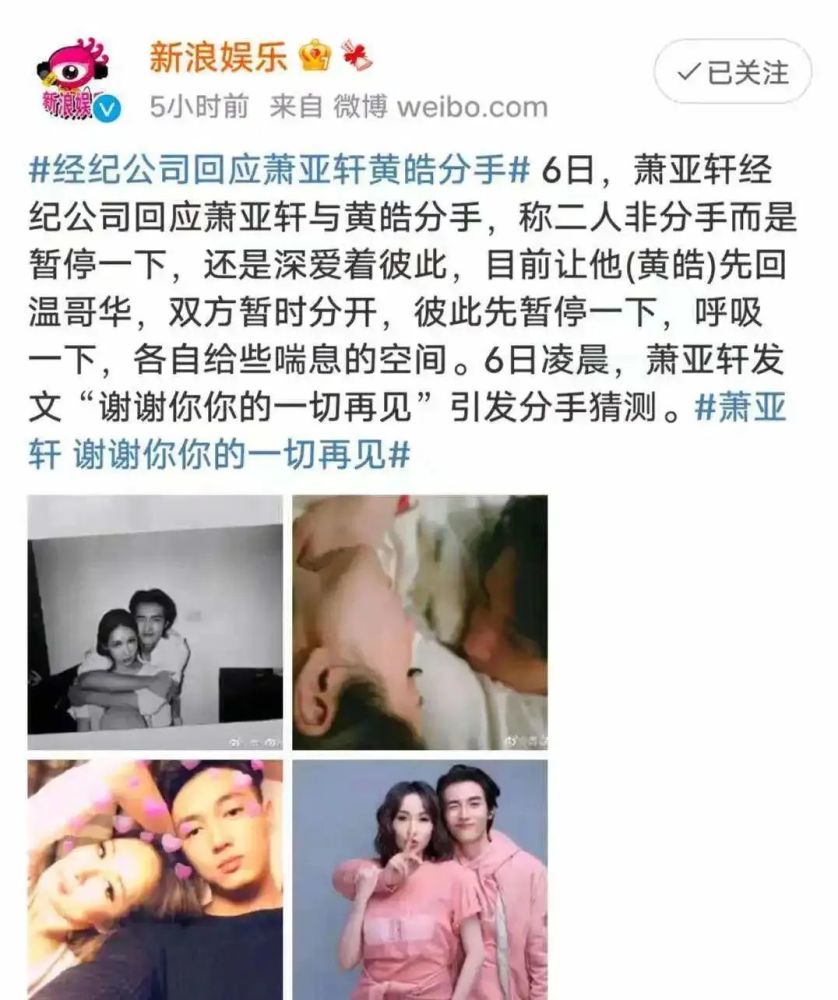 新浪娱乐
5小时前 来自 微博 weibo.com
已关注
#经纪公司回应萧亚轩黄皓分手# 6日，萧亚轩经
纪公司回应萧亚轩与黄皓分手，称二人非分手而是
暂停一下，还是深爱着彼此，目前让他(黄皓)先回
温哥华，双方暂时分开，彼此先暂停一下，呼吸
一下，各自给些喘息的空间。6日凌晨，萧亚轩发
文“谢谢你你的一切再见”引发分手猜测。#萧亚
轩 谢谢你你的一切再见#